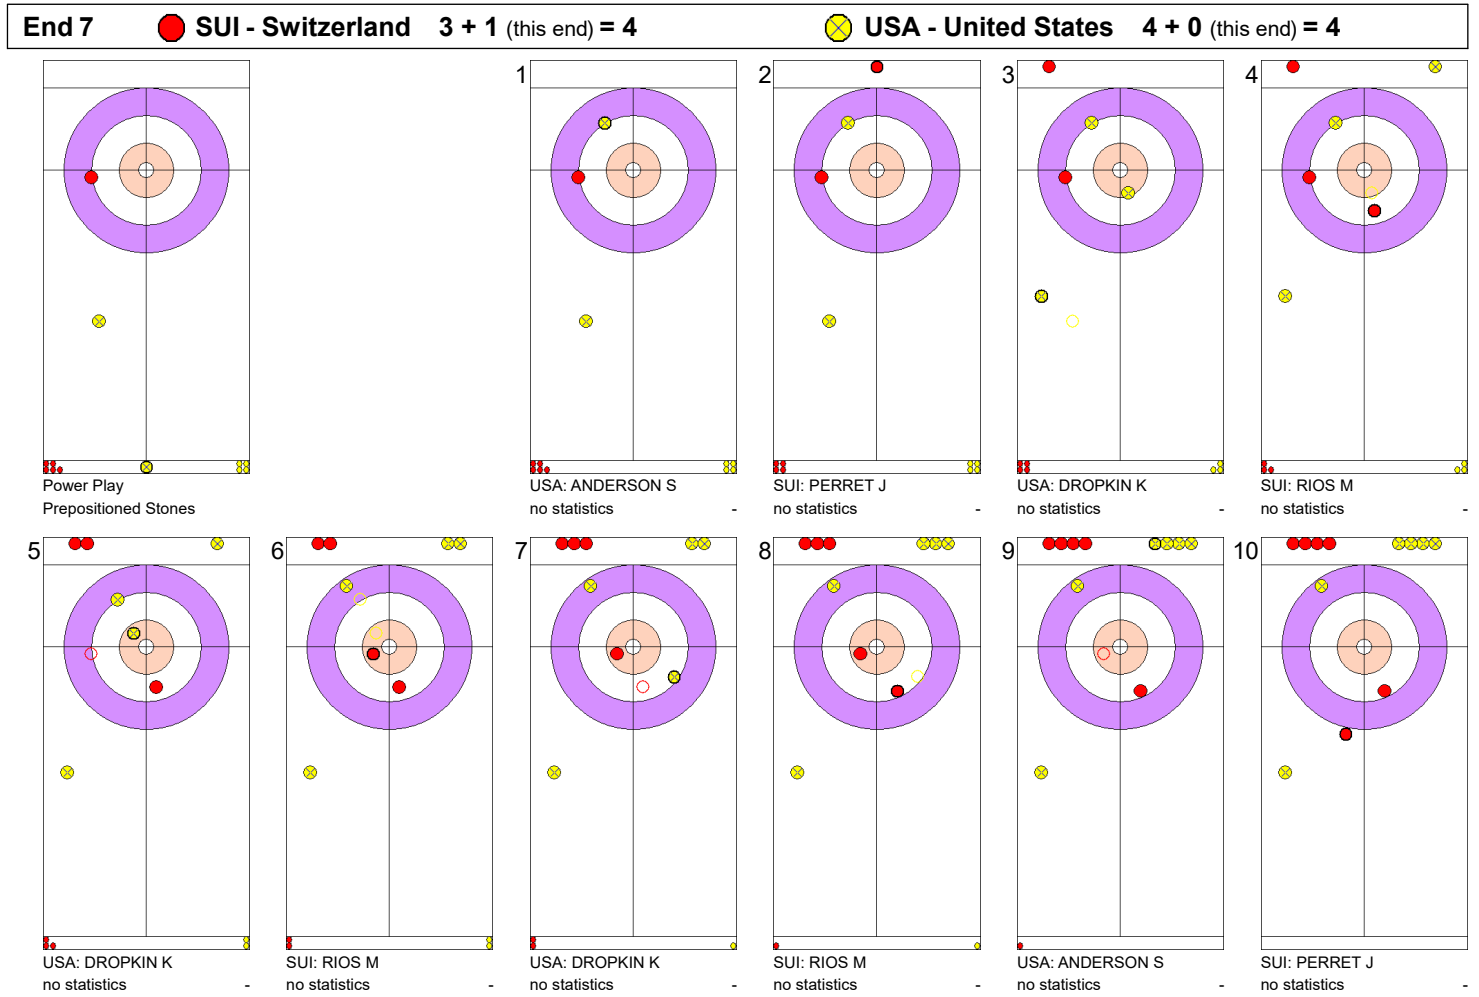 End 7 SUI - Switzerland 3 + 1 (this end) = 4 USA - United States 4 + 0 (this end) = 4
1 2 3 4
Power Play USA: ANDERSON S SUI: PERRET J USA: DROPKIN K SUI: RIOS M
Prepositioned Stones no statistics - no statistics - no statistics - no statistics -
5 6 7 8 9 10
USA: DROPKIN K SUI: RIOS M USA: DROPKIN K SUI: RIOS M USA: ANDERSON S SUI: PERRET J
no statistics - no statistics - no statistics - no statistics - no statistics - no statistics -